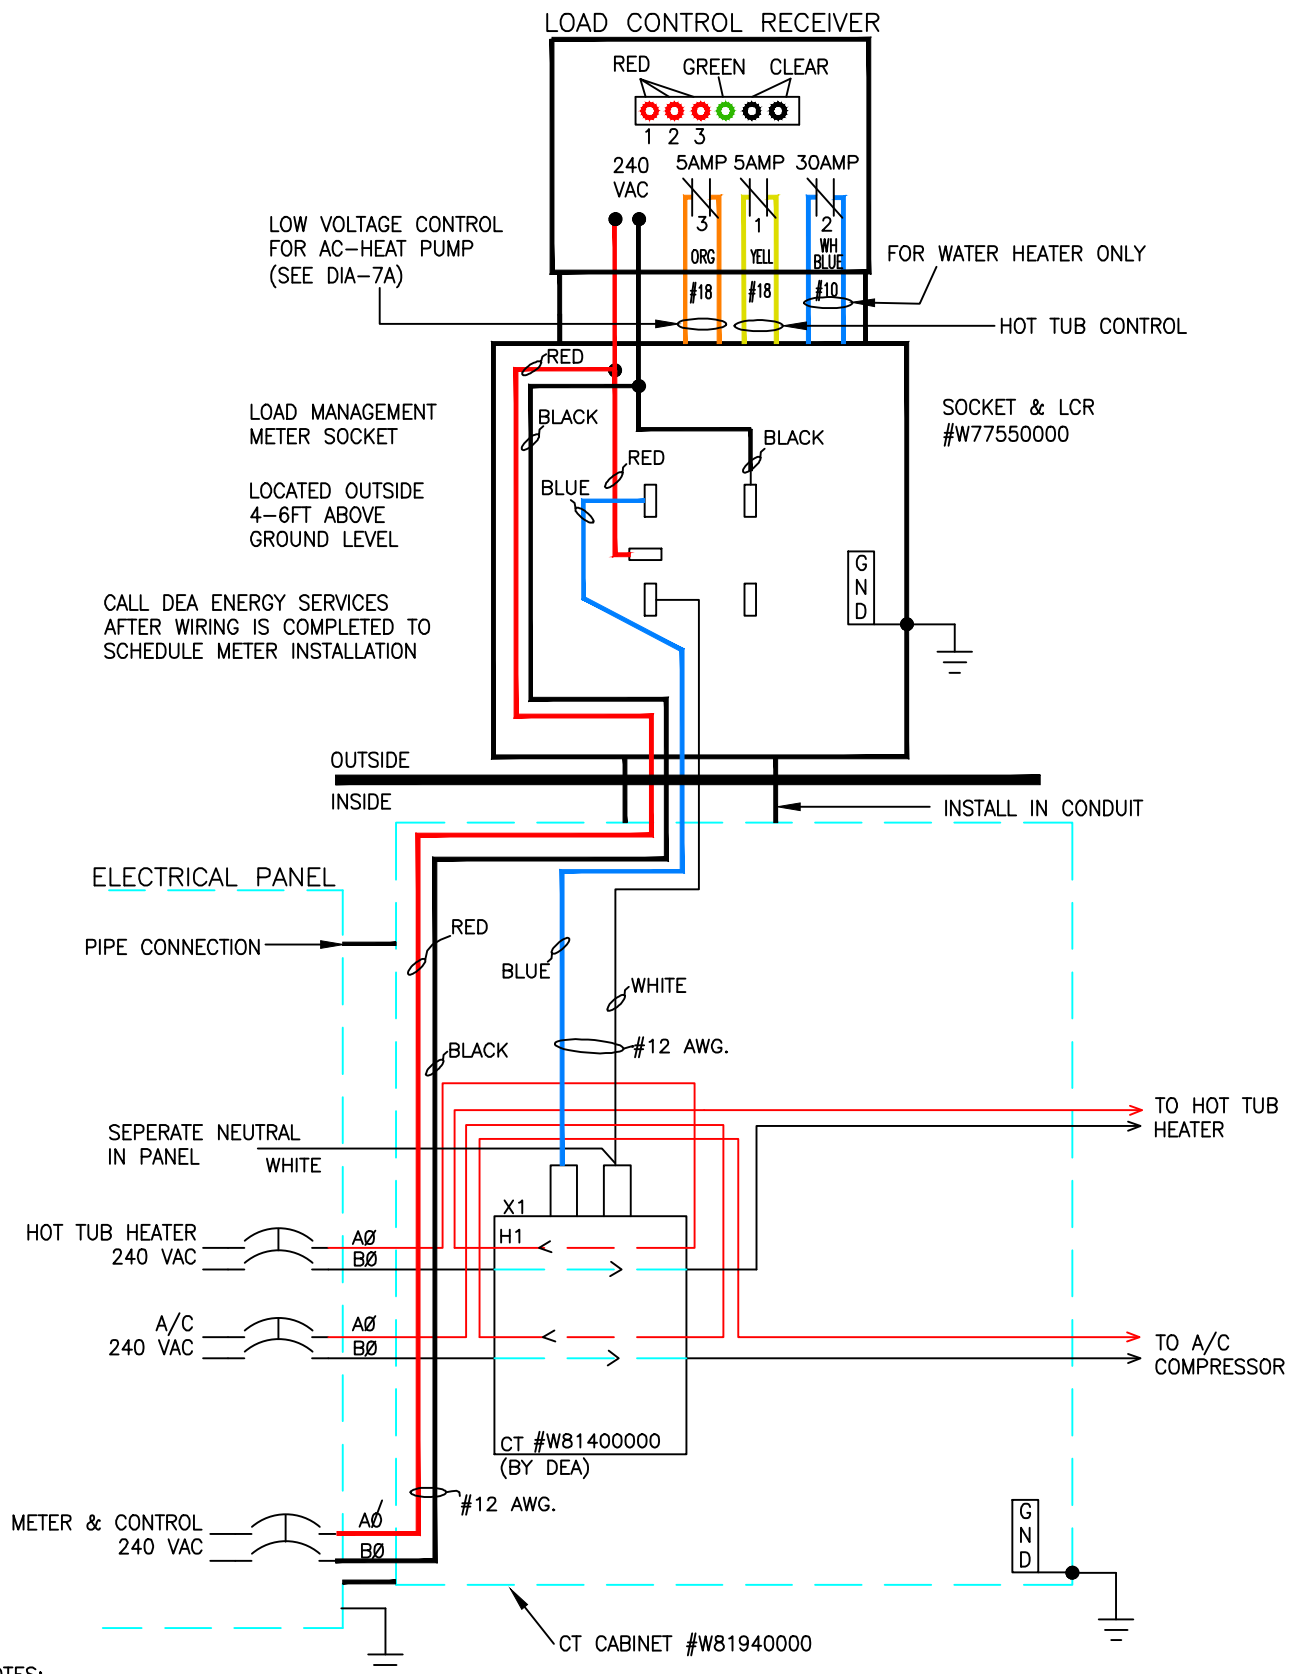 LOAD CONTROL RECEIVER
RED GREEN CLEAR
1 2 3
240
VAC
5AMP 5AMP 30AMP
3 1 2
ORG YELL WH
BLUE
#18 #18 #10
LOW VOLTAGE CONTROL
FOR AC-HEAT PUMP
(SEE DIA-7A)
FOR WATER HEATER ONLY
HOT TUB CONTROL
RED
BLACK
LOAD MANAGEMENT
METER SOCKET
SOCKET & LCR
#W77550000
BLACK
RED
BLUE
LOCATED OUTSIDE
4-6FT ABOVE
GROUND LEVEL
G
N
D
CALL DEA ENERGY SERVICES
AFTER WIRING IS COMPLETED TO
SCHEDULE METER INSTALLATION
OUTSIDE
INSIDE
INSTALL IN CONDUIT
ELECTRICAL PANEL
PIPE CONNECTION
RED
BLUE
WHITE
BLACK
#12 AWG.
TO HOT TUB
HEATER
SEPERATE NEUTRAL
IN PANEL
WHITE
X1
H1
HOT TUB HEATER
240 VAC
AØ
BØ
A/C
240 VAC
AØ
BØ
TO A/C
COMPRESSOR
CT #W81400000
(BY DEA)
#12 AWG.
METER & CONTROL
240 VAC
AØ
BØ
G
N
D
CT CABINET #W81940000